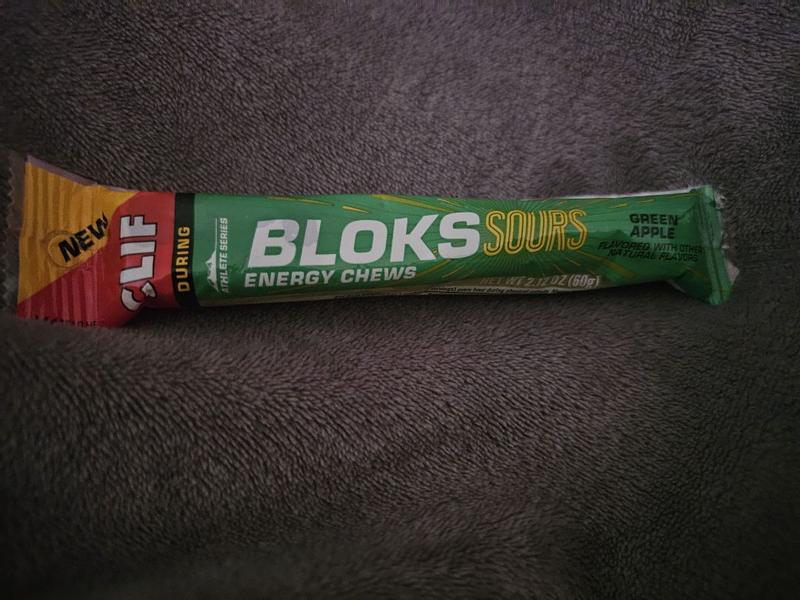 NEW
CLIF
DURING
ATHLETE SERIES
BLOKS SOURS
ENERGY CHEWS
NET WT 2.12 OZ (60g)
GREEN
APPLE
FLAVORED WITH OTHER
NATURAL FLAVORS